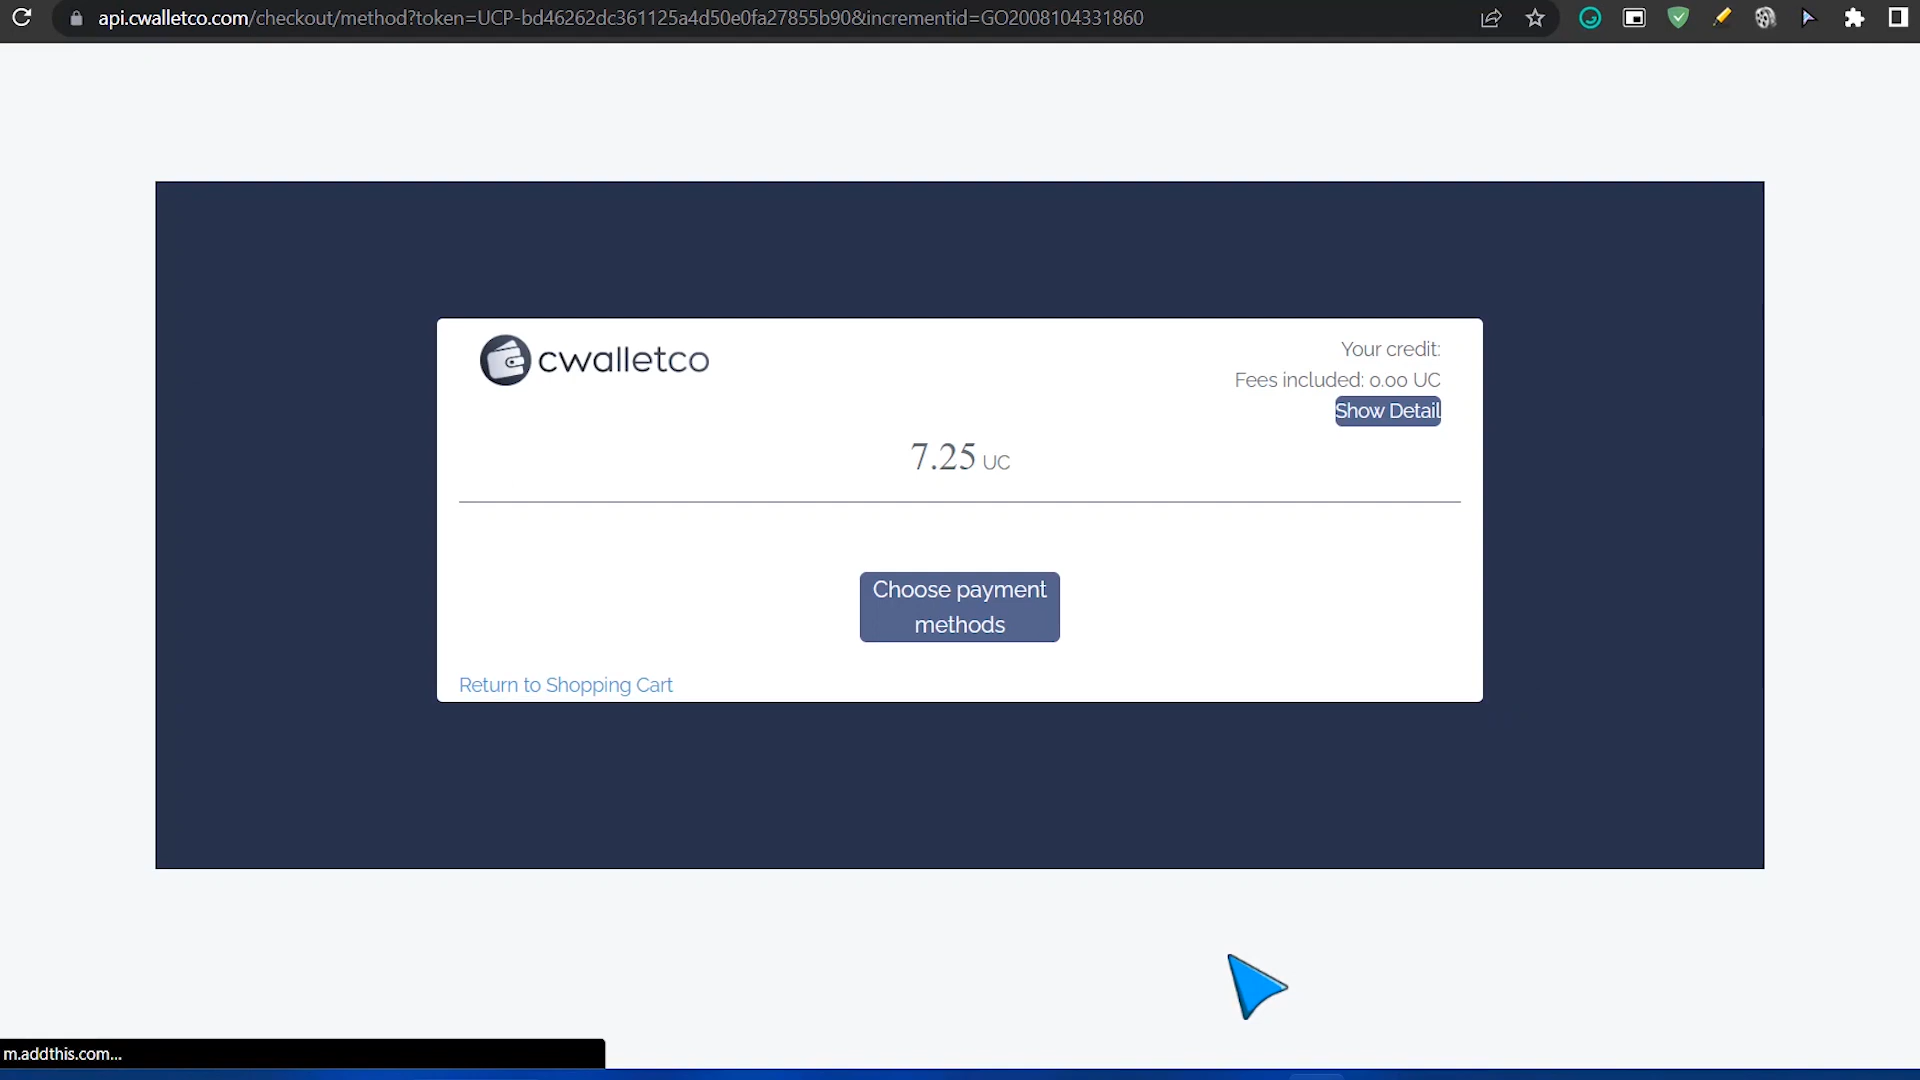 api.cwalletco.com/checkout/method?token=UCP-bd46262dc361125a4d50e0fa27855b90&incrementid=GO2008104331860
cwalletco
Your credit:
Fees included: 0.00 UC
Show Detail
7.25 UC
Choose payment
methods
Return to Shopping Cart
m.addthis.com...